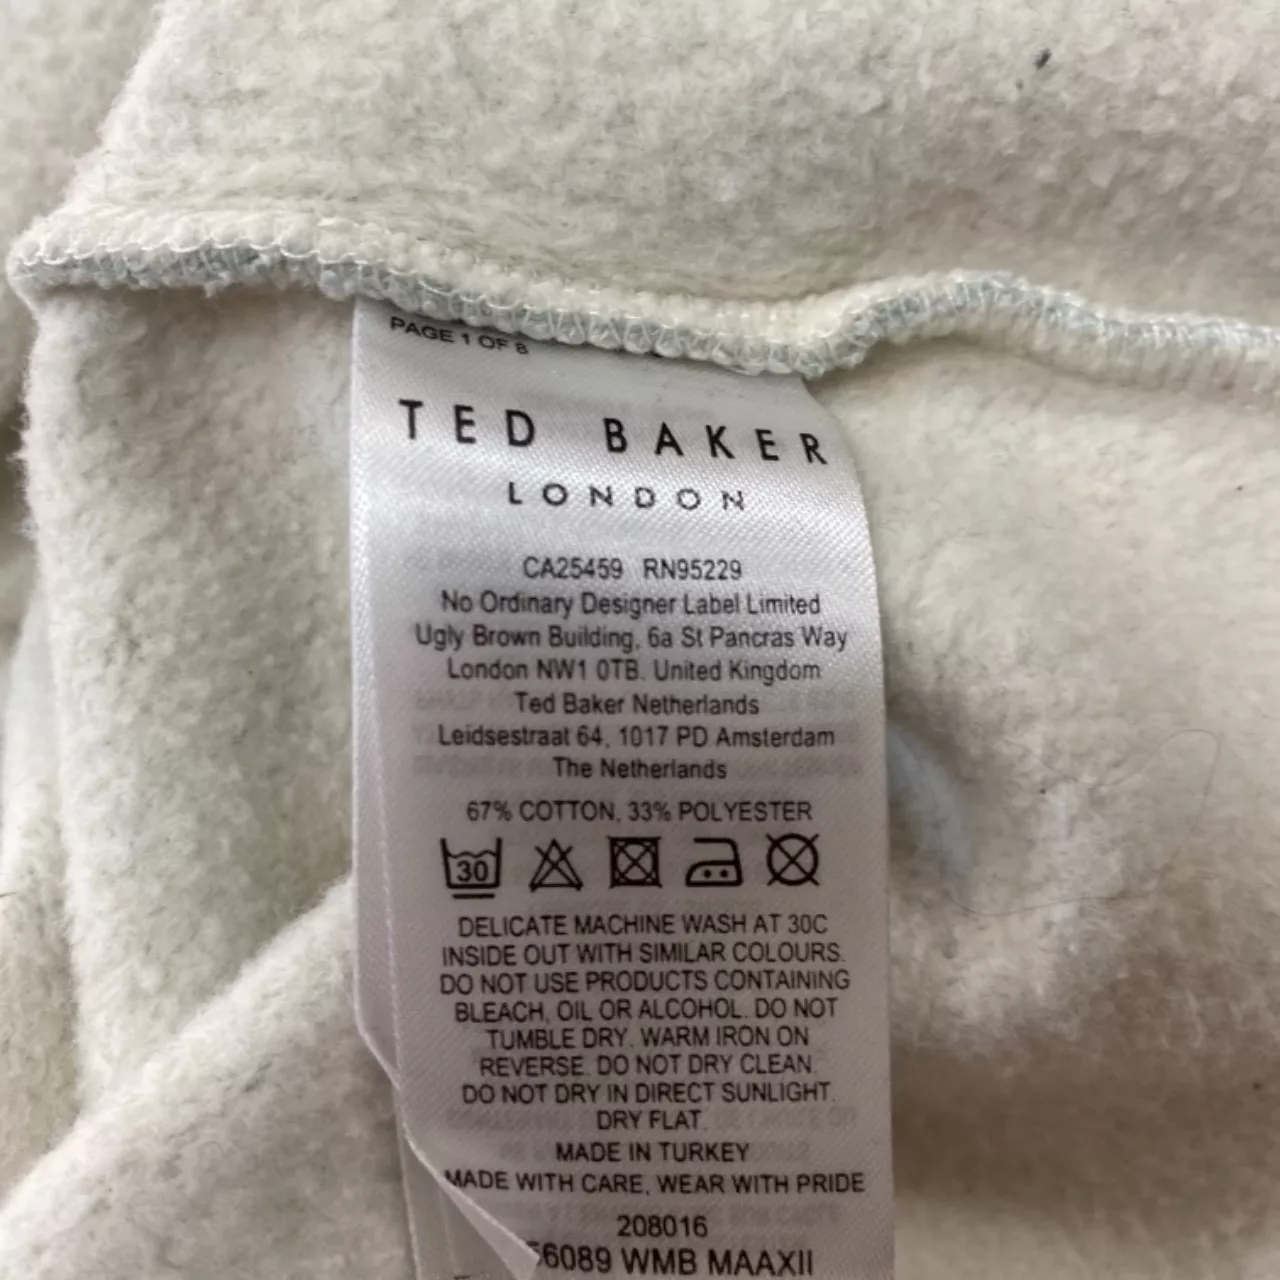 PAGE 1 OF 8
TED BAKER
LONDON
CA25459 RN95229
No Ordinary Designer Label Limited
Ugly Brown Building, 6a St Pancras Way
London NW1 0TB. United Kingdom
Ted Baker Netherlands
Leidsestraat 64, 1017 PD Amsterdam
The Netherlands
67% COTTON, 33% POLYESTER
30
DELICATE MACHINE WASH AT 30C
INSIDE OUT WITH SIMILAR COLOURS.
DO NOT USE PRODUCTS CONTAINING
BLEACH, OIL OR ALCOHOL. DO NOT
TUMBLE DRY. WARM IRON ON
REVERSE. DO NOT DRY CLEAN.
DO NOT DRY IN DIRECT SUNLIGHT.
DRY FLAT.
MADE IN TURKEY
MADE WITH CARE, WEAR WITH PRIDE
208016
6089 WMB MAAXII